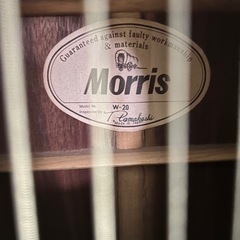 Guaranteed against faulty workmanship
& materials
Morris
Model No. W-20